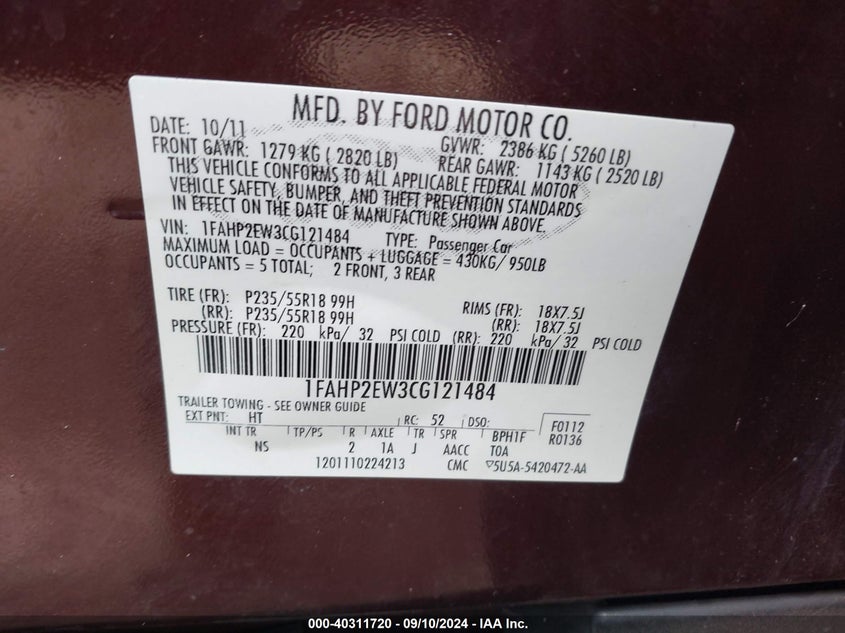 MFD. BY FORD MOTOR CO.
DATE: 10/11 GVWR: 2386 KG ( 5260 LB)
FRONT GAWR: 1279 KG ( 2820 LB) REAR GAWR: 1143 KG ( 2520 LB)
THIS VEHICLE CONFORMS TO ALL APPLICABLE FEDERAL MOTOR
VEHICLE SAFETY, BUMPER, AND THEFT PREVENTION STANDARDS
IN EFFECT ON THE DATE OF MANUFACTURE SHOWN ABOVE.
VIN: 1FAHP2EW3CG121484 TYPE: Passenger Car
MAXIMUM LOAD = OCCUPANTS + LUGGAGE = 430KG/ 950LB
OCCUPANTS = 5 TOTAL; 2 FRONT, 3 REAR
TIRE (FR): P235/55R18 99H RIMS (FR): 18X7.5J
(RR): P235/55R18 99H (RR): 18X7.5J
PRESSURE (FR): 220 kPa/ 32 PSI COLD (RR): 220 kPa/ 32 PSI COLD
1FAHP2EW3CG121484
TRAILER TOWING - SEE OWNER GUIDE
EXT PNT: HT RC: 52 DSO: F0112
INT TR TP/PS R AXLE TR SPR BPH1F R0136
N5 2 1A J AACC TOA
1201110224213 CMC ▽5U5A-5420472-AA
000-40311720 - 09/10/2024 - IAA Inc.